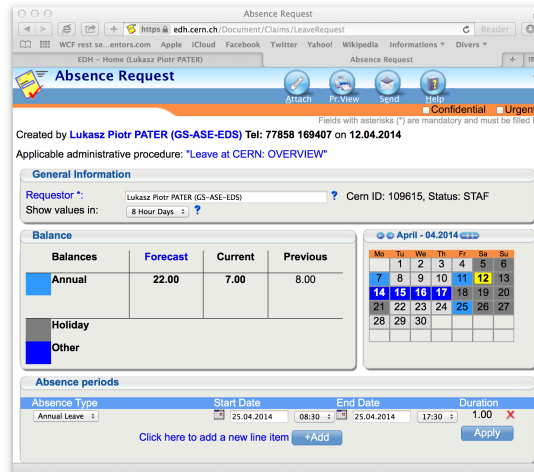 Absence Request
https edh.cern.ch/Document/Claims/LeaveRequest
Reader
WCF rest se...entors.com Apple iCloud Facebook Twitter Yahoo! Wikipedia Informations Divers
EDH – Home (Lukasz Piotr PATER) Absence Request +
Absence Request
Attach Pr.View Send Help
Confidential Urgen
Fields with asterisks (*) are mandatory and must be filled i
Created by Lukasz Piotr PATER (GS-ASE-EDS) Tel: 77858 169407 on 12.04.2014
Applicable administrative procedure: "Leave at CERN: OVERVIEW"
General Information
Requestor *: Lukasz Piotr PATER (GS-ASE-EDS) ? Cern ID: 109615, Status: STAF
Show values in: 8 Hour Days ?
Balance
Balances Forecast Current Previous
Annual 22.00 7.00 8.00
Holiday
Other
April - 04.2014
Mo Tu We Th Fr Sa Su
1 2 3 4 5 6
7 8 9 10 11 12 13
14 15 16 17 18 19 20
21 22 23 24 25 26 27
28 29 30
Absence periods
Absence Type Start Date End Date Duration
Annual Leave 25.04.2014 08:30 25.04.2014 17:30 1.00 X
Click here to add a new line item +Add Apply